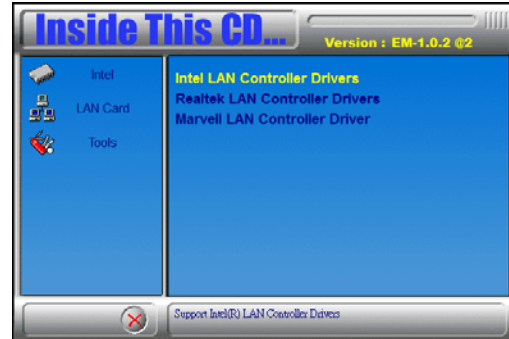 Inside This CD...
Version : EM-1.0.2 @2
Intel
LAN Card
Tools
Intel LAN Controller Drivers
Realtek LAN Controller Drivers
Marvell LAN Controller Driver
Support Intel(R) LAN Controller Drivers